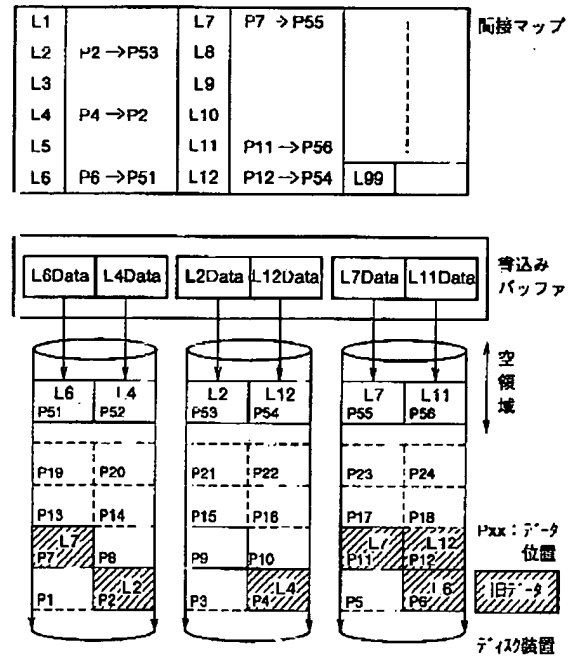 L1 L7 P7→P55 間接マップ
L2 P2→P53 L8
L3 L9
L4 P4→P2 L10
L5 L11 P11→P56
L6 P6→P51 L12 P12→P54 L99
L6Data L4Data L2Data L12Data L7Data L11Data 書込み
バッファ
L6 L4 L2 L12 L7 L11
P51 P52 P53 P54 P55 P56
空領域
P19 P20 P21 P22 P23 P24
P13 P14 P15 P16 P17 P18
Pxx：データ位置
L7 L7 L12
P7 P8 P9 P10 P11 P12
L2 L4 L6
P1 P2 P3 P4 P5 P6
旧データ
ディスク装置